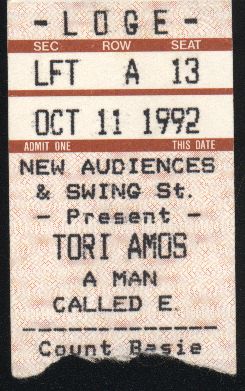 - LOGE -
SEC ROW SEAT
LFT A 13
OCT 11 1992
ADMIT ONE THIS DATE
NEW AUDIENCES
& SWING St.
- Present -
TORI AMOS
A MAN
CALLED E.
Count Basie